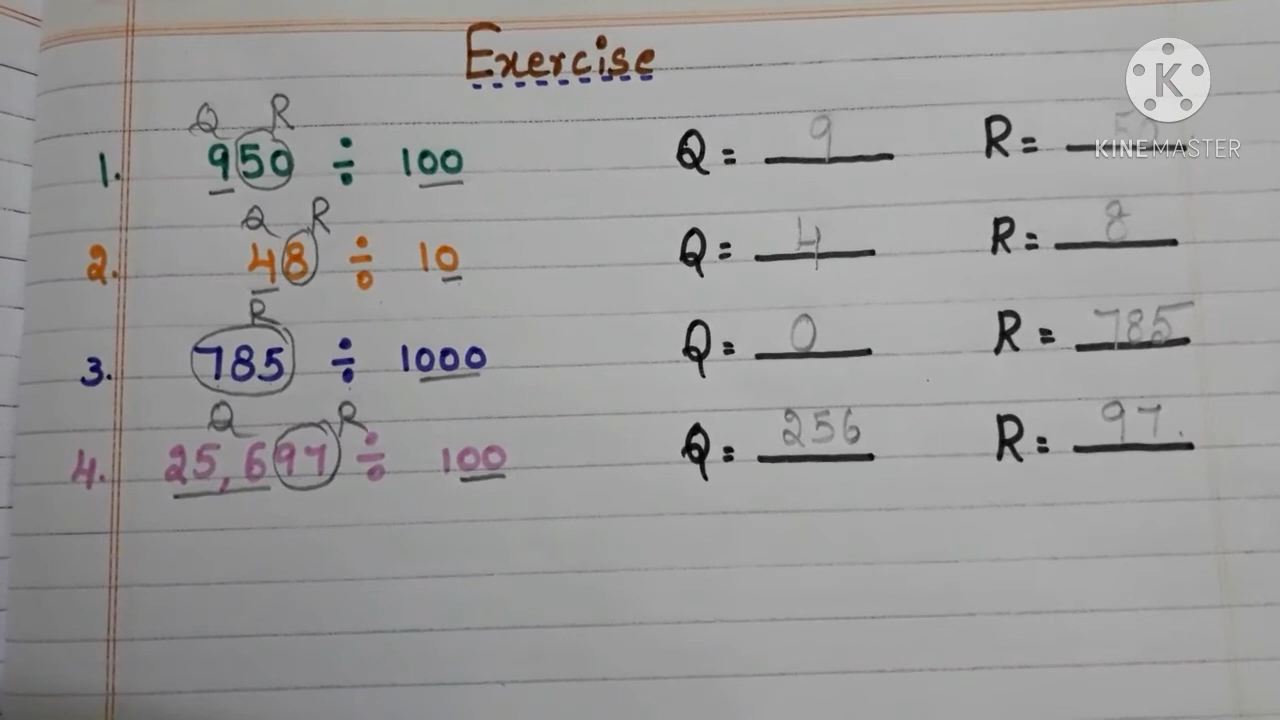 Exercise
Q R
1. 950 ÷ 100 Q = 9 R = 50
Q R
2. 48 ÷ 10 Q = 4 R = 8
R
3. 785 ÷ 1000 Q = 0 R = 785
Q R
4. 25,697 ÷ 100 Q = 256 R = 97.
K
KINEMASTER